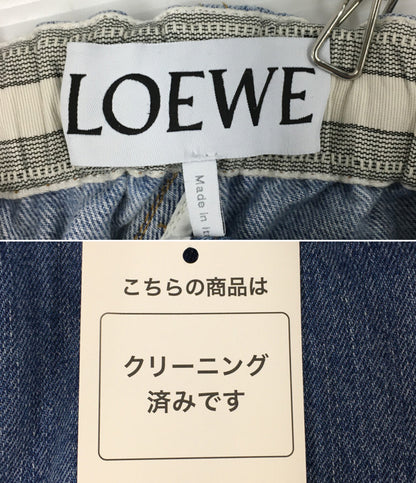 LOEWE
Made in
こちらの商品は
クリーニング
済みです